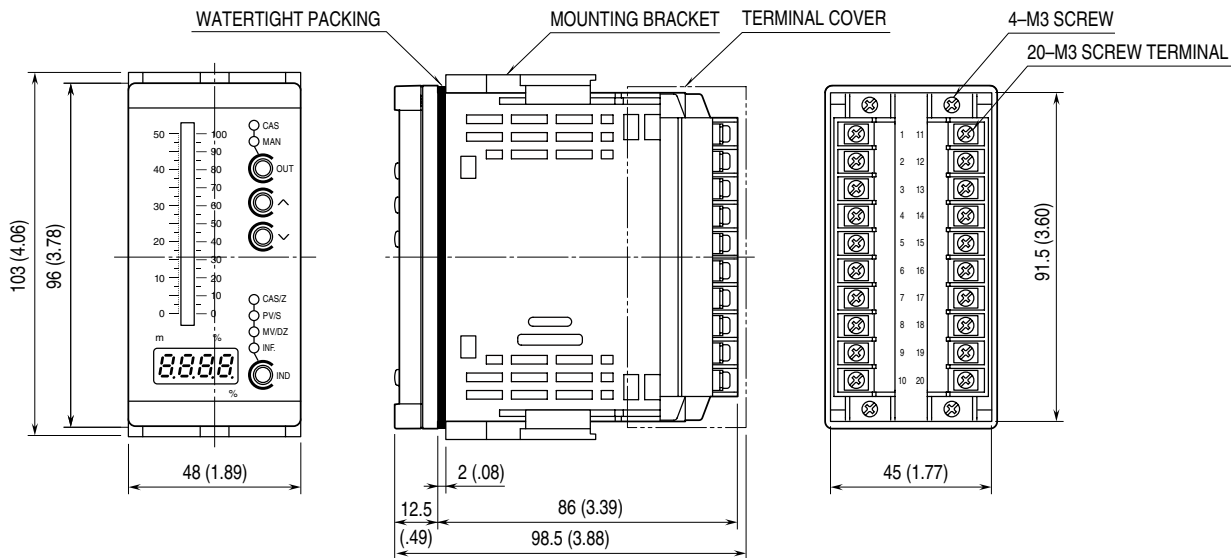 WATERTIGHT PACKING
MOUNTING BRACKET
TERMINAL COVER
4–M3 SCREW
20–M3 SCREW TERMINAL
103 (4.06)
96 (3.78)
50
40
30
20
10
0
100
90
80
70
60
50
40
30
20
10
0
m
%
CAS
MAN
OUT
CAS/Z
PV/S
MV/DZ
INF.
IND
8.8.8.8.
%
48 (1.89)
2 (.08)
12.5
(.49)
86 (3.39)
98.5 (3.88)
1 11
2 12
3 13
4 14
5 15
6 16
7 17
8 18
9 19
10 20
91.5 (3.60)
45 (1.77)